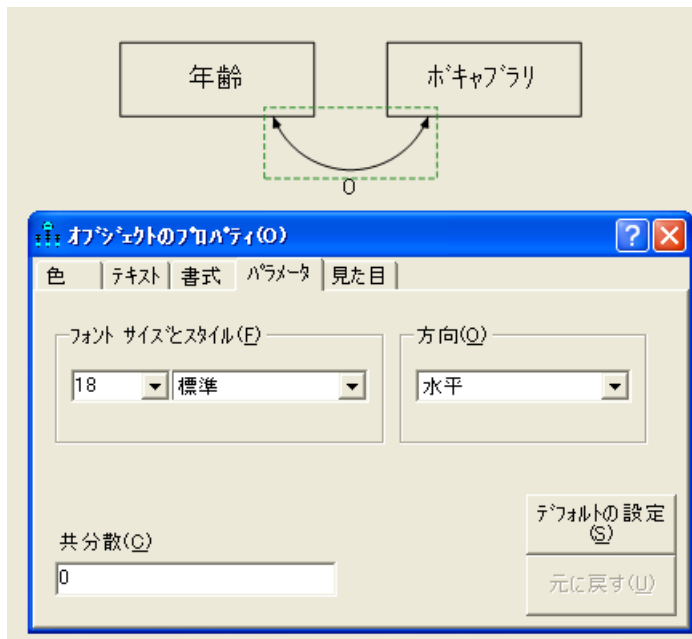 年齢
ﾎﾞｷｬﾌﾞﾗﾘ
0
ｵﾌﾞｼﾞｪｸﾄのﾌﾟﾛﾊﾟﾃｨ(O)
色
ﾃｷｽﾄ
書式
ﾊﾟﾗﾒｰﾀ
見た目
ﾌｫﾝﾄ ｻｲｽﾞとｽﾀｲﾙ(F)
方向(O)
18
標準
水平
ﾃﾞﾌｫﾙﾄの設定
(S)
共分散(C)
0
元に戻す(U)